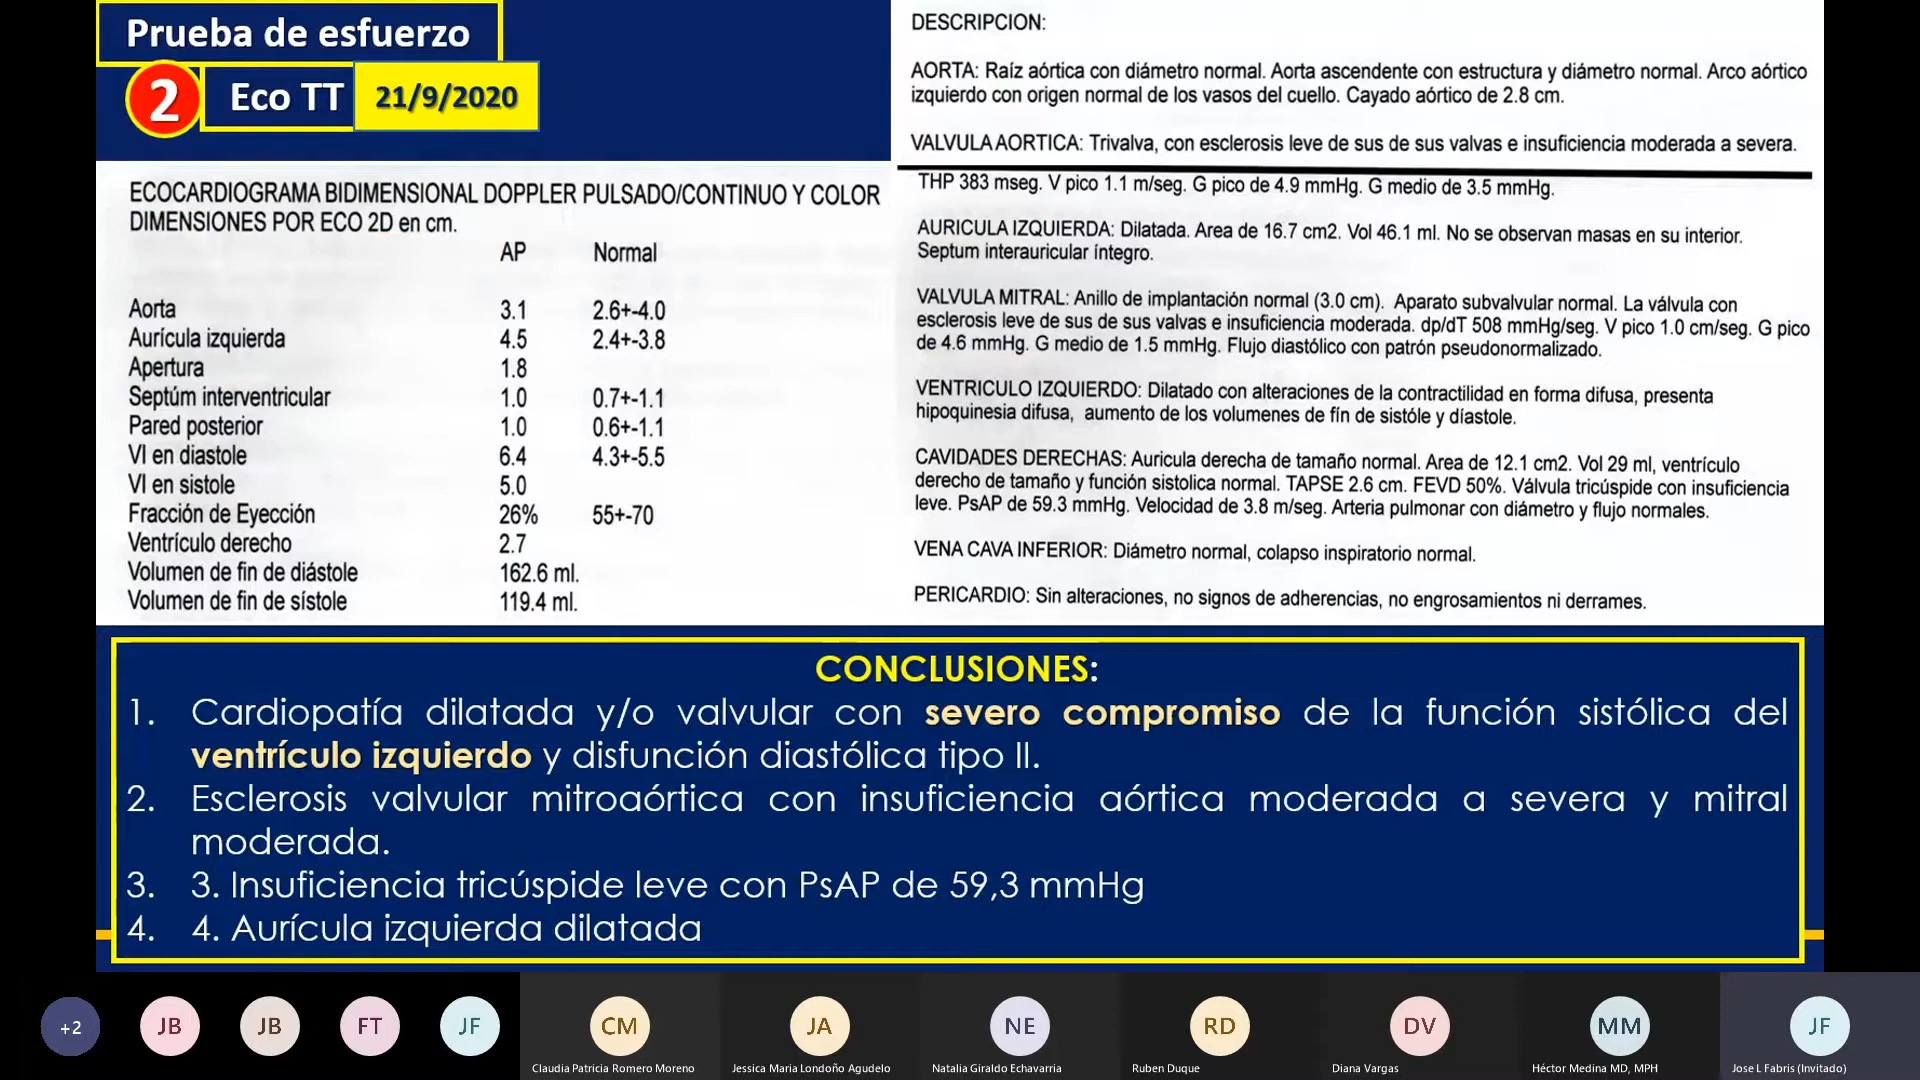 Prueba de esfuerzo
2
Eco TT
21/9/2020
ECOCARDIOGRAMA BIDIMENSIONAL DOPPLER PULSADO/CONTINUO Y COLOR
DIMENSIONES POR ECO 2D en cm.
AP Normal
Aorta 3.1 2.6+-4.0
Aurícula izquierda 4.5 2.4+-3.8
Apertura 1.8
Septúm interventricular 1.0 0.7+-1.1
Pared posterior 1.0 0.6+-1.1
VI en diastole 6.4 4.3+-5.5
VI en sistole 5.0
Fracción de Eyección 26% 55+-70
Ventrículo derecho 2.7
Volumen de fin de diástole 162.6 ml.
Volumen de fin de sístole 119.4 ml.
DESCRIPCION:
AORTA: Raíz aórtica con diámetro normal. Aorta ascendente con estructura y diámetro normal. Arco aórtico
izquierdo con origen normal de los vasos del cuello. Cayado aórtico de 2.8 cm.
VALVULA AORTICA: Trivalva, con esclerosis leve de sus de sus valvas e insuficiencia moderada a severa.
THP 383 mseg. V pico 1.1 m/seg. G pico de 4.9 mmHg. G medio de 3.5 mmHg.
AURICULA IZQUIERDA: Dilatada. Area de 16.7 cm2. Vol 46.1 ml. No se observan masas en su interior.
Septum interauricular íntegro.
VALVULA MITRAL: Anillo de implantación normal (3.0 cm). Aparato subvalvular normal. La válvula con
esclerosis leve de sus de sus valvas e insuficiencia moderada. dp/dT 508 mmHg/seg. V pico 1.0 cm/seg. G pico
de 4.6 mmHg. G medio de 1.5 mmHg. Flujo diastólico con patrón pseudonormalizado.
VENTRICULO IZQUIERDO: Dilatado con alteraciones de la contractilidad en forma difusa, presenta
hipoquinesia difusa, aumento de los volumenes de fín de sistóle y díastole.
CAVIDADES DERECHAS: Auricula derecha de tamaño normal. Area de 12.1 cm2. Vol 29 ml, ventrículo
derecho de tamaño y función sistolica normal. TAPSE 2.6 cm. FEVD 50%. Válvula tricúspide con insuficiencia
leve. PsAP de 59.3 mmHg. Velocidad de 3.8 m/seg. Arteria pulmonar con diámetro y flujo normales.
VENA CAVA INFERIOR: Diámetro normal, colapso inspiratorio normal.
PERICARDIO: Sin alteraciones, no signos de adherencias, no engrosamientos ni derrames.
CONCLUSIONES:
1. Cardiopatía dilatada y/o valvular con severo compromiso de la función sistólica del
ventrículo izquierdo y disfunción diastólica tipo II.
2. Esclerosis valvular mitroaórtica con insuficiencia aórtica moderada a severa y mitral
moderada.
3. 3. Insuficiencia tricúspide leve con PsAP de 59,3 mmHg
4. 4. Aurícula izquierda dilatada
+2 JB JB FT JF CM JA NE RD DV MM JF
Claudia Patricia Romero Moreno Jessica Maria Londoño Agudelo Natalia Giraldo Echavarria Ruben Duque Diana Vargas Héctor Medina MD, MPH Jose L Fabris (Invitado)